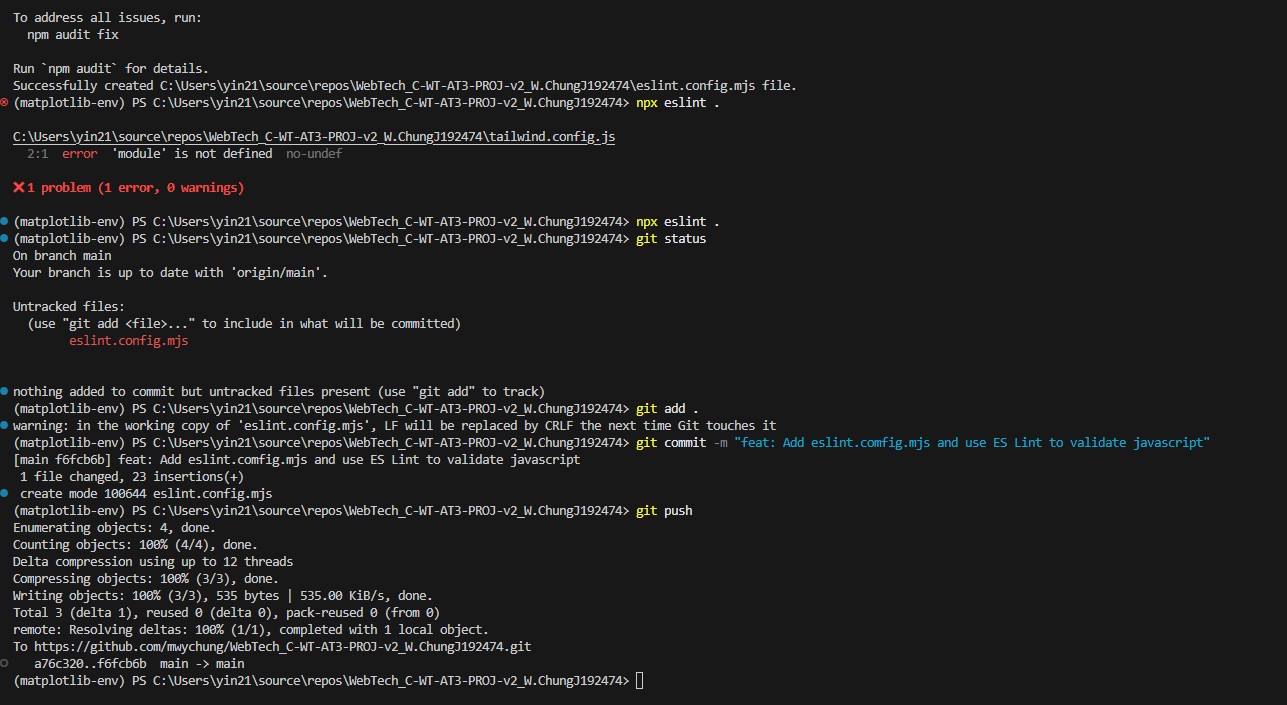 To address all issues, run:
  npm audit fix

Run `npm audit` for details.
Successfully created C:\Users\yin21\source\repos\WebTech_C-WT-AT3-PROJ-v2_W.ChungJ192474\eslint.config.mjs file.
(matplotlib-env) PS C:\Users\yin21\source\repos\WebTech_C-WT-AT3-PROJ-v2_W.ChungJ192474> npx eslint .

C:\Users\yin21\source\repos\WebTech_C-WT-AT3-PROJ-v2_W.ChungJ192474\tailwind.config.js
  2:1  error  'module' is not defined  no-undef

❌1 problem (1 error, 0 warnings)

(matplotlib-env) PS C:\Users\yin21\source\repos\WebTech_C-WT-AT3-PROJ-v2_W.ChungJ192474> npx eslint .
(matplotlib-env) PS C:\Users\yin21\source\repos\WebTech_C-WT-AT3-PROJ-v2_W.ChungJ192474> git status
On branch main
Your branch is up to date with 'origin/main'.

Untracked files:
  (use "git add <file>..." to include in what will be committed)
        eslint.config.mjs

nothing added to commit but untracked files present (use "git add" to track)
(matplotlib-env) PS C:\Users\yin21\source\repos\WebTech_C-WT-AT3-PROJ-v2_W.ChungJ192474> git add .
warning: in the working copy of 'eslint.config.mjs', LF will be replaced by CRLF the next time Git touches it
(matplotlib-env) PS C:\Users\yin21\source\repos\WebTech_C-WT-AT3-PROJ-v2_W.ChungJ192474> git commit -m "feat: Add eslint.comfig.mjs and use ES Lint to validate javascript"
[main f6fcb6b] feat: Add eslint.comfig.mjs and use ES Lint to validate javascript
 1 file changed, 23 insertions(+)
 create mode 100644 eslint.config.mjs
(matplotlib-env) PS C:\Users\yin21\source\repos\WebTech_C-WT-AT3-PROJ-v2_W.ChungJ192474> git push
Enumerating objects: 4, done.
Counting objects: 100% (4/4), done.
Delta compression using up to 12 threads
Compressing objects: 100% (3/3), done.
Writing objects: 100% (3/3), 535 bytes | 535.00 KiB/s, done.
Total 3 (delta 1), reused 0 (delta 0), pack-reused 0 (from 0)
remote: Resolving deltas: 100% (1/1), completed with 1 local object.
To https://github.com/mwychung/WebTech_C-WT-AT3-PROJ-v2_W.ChungJ192474.git
   a76c320..f6fcb6b  main -> main
(matplotlib-env) PS C:\Users\yin21\source\repos\WebTech_C-WT-AT3-PROJ-v2_W.ChungJ192474>